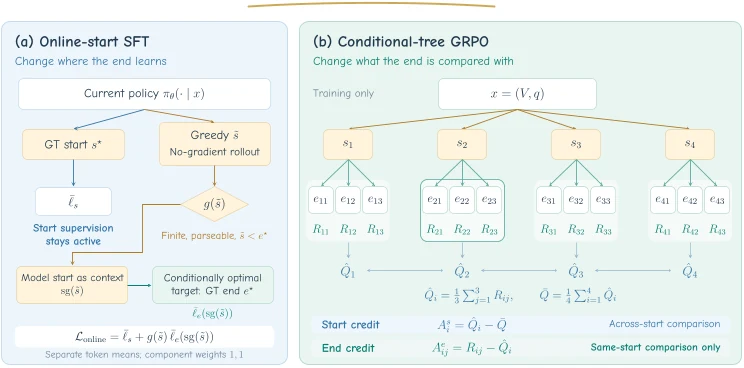 (a) Online-start SFT
Change where the end learns
Current policy πθ(· | x)
GT start s*
Greedy s̃
No-gradient rollout
ℓ̄ₛ
g(s̃)
Start supervision
stays active
Finite, parseable, s̃ < e*
Model start as context
sg(s̃)
Conditionally optimal
target: GT end e*
ℓ̄ₑ(sg(s̃))
L_online = ℓ̄ₛ + g(s̃) ℓ̄ₑ(sg(s̃))
Separate token means; component weights 1, 1
(b) Conditional-tree GRPO
Change what the end is compared with
Training only
x = (V, q)
s₁ s₂ s₃ s₄
e₁₁ e₁₂ e₁₃ e₂₁ e₂₂ e₂₃ e₃₁ e₃₂ e₃₃ e₄₁ e₄₂ e₄₃
R₁₁ R₁₂ R₁₃ R₂₁ R₂₂ R₂₃ R₃₁ R₃₂ R₃₃ R₄₁ R₄₂ R₄₃
Q̂₁ Q̂₂ Q̂₃ Q̂₄
Q̂ᵢ = 1/3 ∑³ⱼ₌₁ Rᵢⱼ, Q̄ = 1/4 ∑⁴ᵢ₌₁ Q̂ᵢ
Start credit Aˢᵢ = Q̂ᵢ − Q̄ Across-start comparison
End credit Aᵉᵢⱼ = Rᵢⱼ − Q̂ᵢ Same-start comparison only